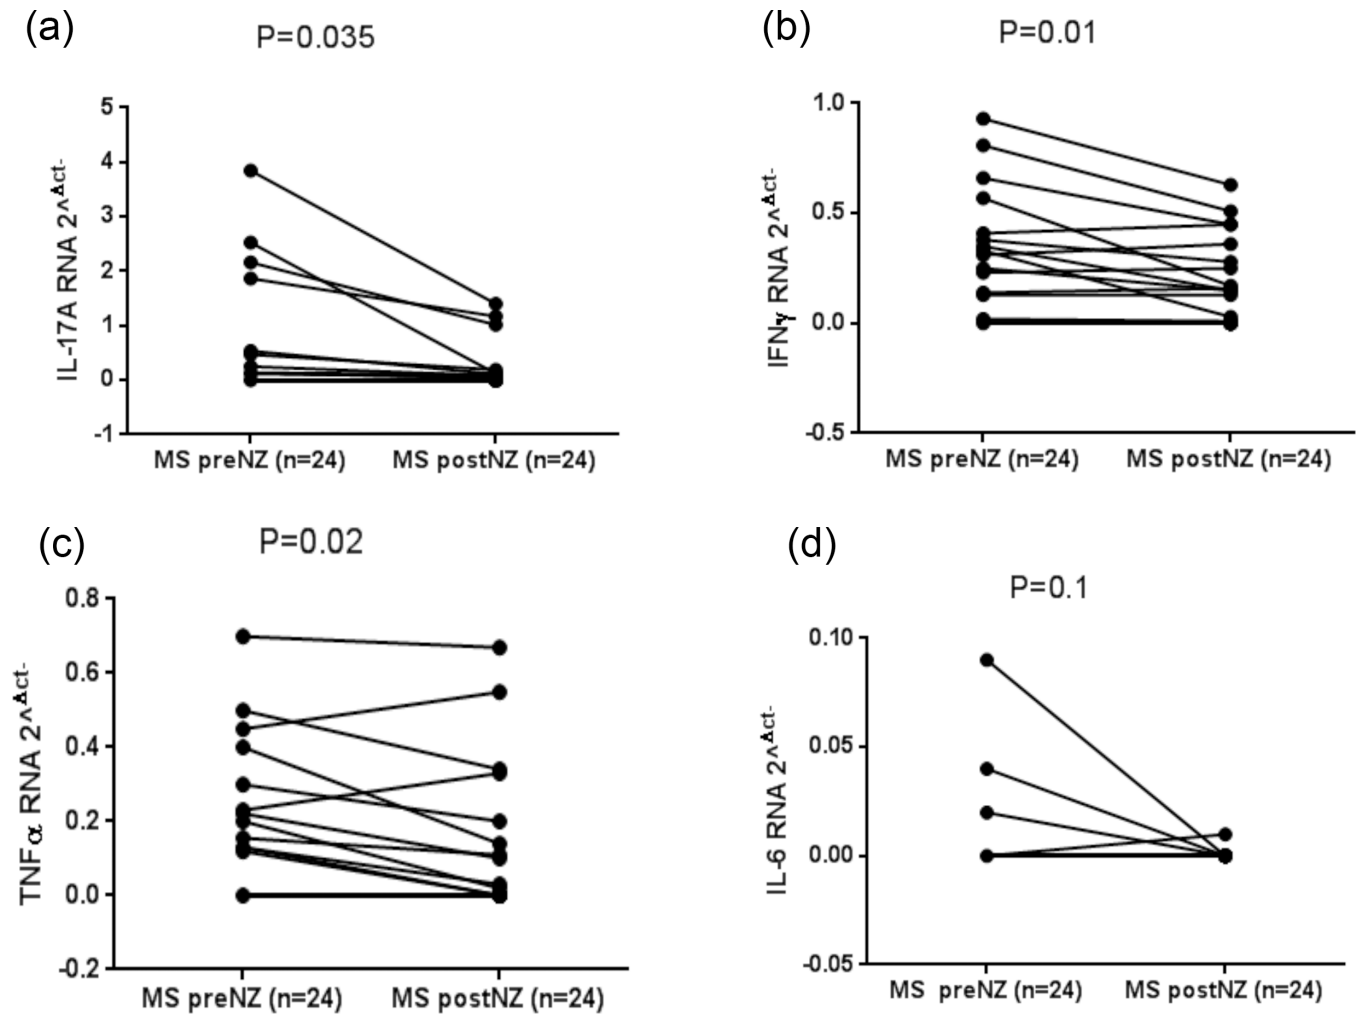 (a)
P=0.035
IL-17A RNA 2^Δct-
5
4
3
2
1
0
-1
MS preNZ (n=24) MS postNZ (n=24)
(b)
P=0.01
IFNγ RNA 2^Δct-
1.0
0.5
0.0
-0.5
MS preNZ (n=24) MS postNZ (n=24)
(c)
P=0.02
TNFα RNA 2^Δct-
0.8
0.6
0.4
0.2
0.0
-0.2
MS preNZ (n=24) MS postNZ (n=24)
(d)
P=0.1
IL-6 RNA 2^Δct-
0.10
0.05
0.00
-0.05
MS preNZ (n=24) MS postNZ (n=24)